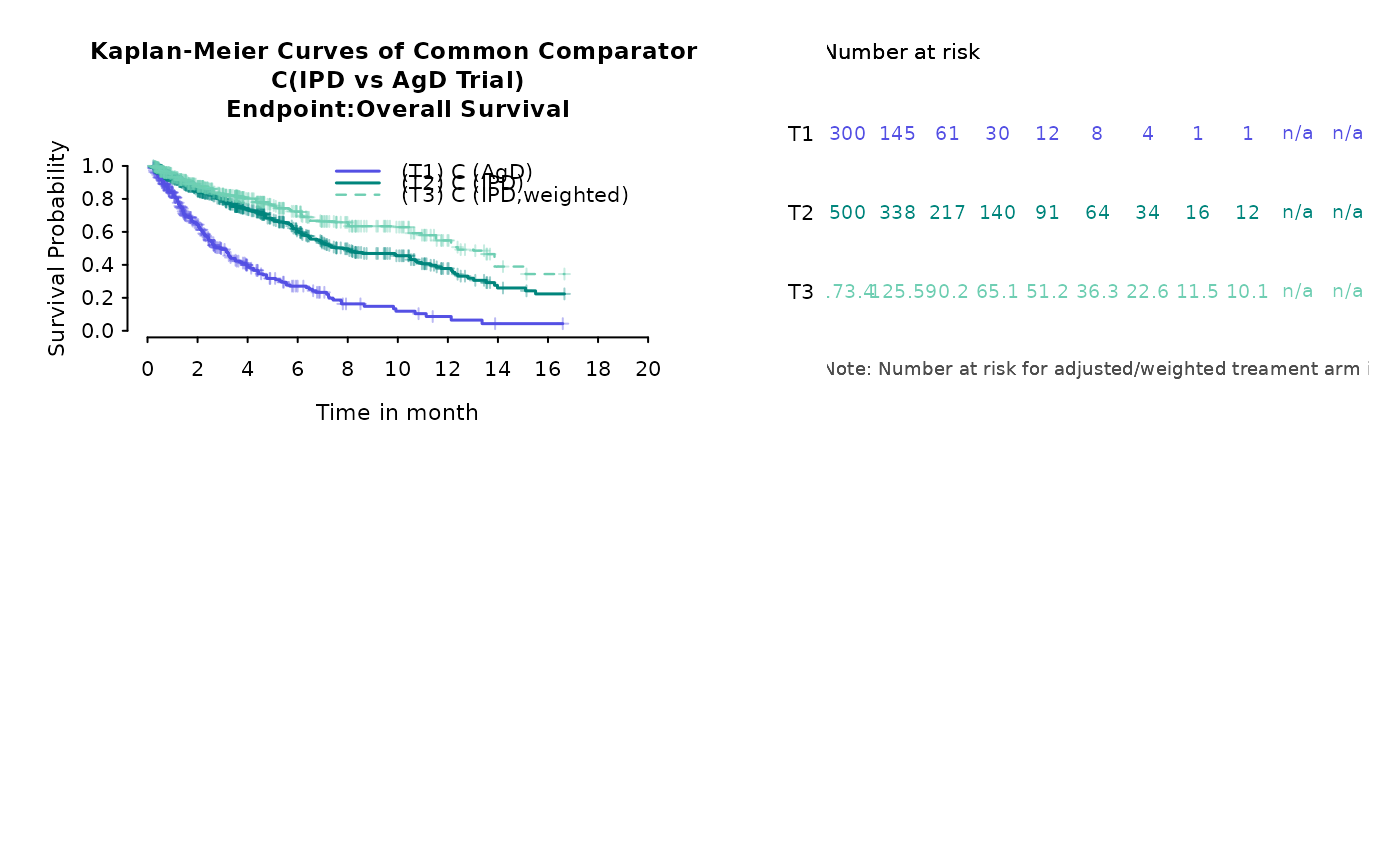 Kaplan-Meier Curves of Common Comparator
C(IPD vs AgD Trial)
Endpoint:Overall Survival
Survival Probability
1.0
0.8
0.6
0.4
0.2
0.0
(T1) C (AgD)
(T2) C (IPD)
(T3) C (IPD,weighted)
0 2 4 6 8 10 12 14 16 18 20
Time in month
Number at risk
T1 300 145 61 30 12 8 4 1 1 n/a n/a
T2 500 338 217 140 91 64 34 16 12 n/a n/a
T3 .73.4 125.5 90.2 65.1 51.2 36.3 22.6 11.5 10.1 n/a n/a
Note: Number at risk for adjusted/weighted treament arm